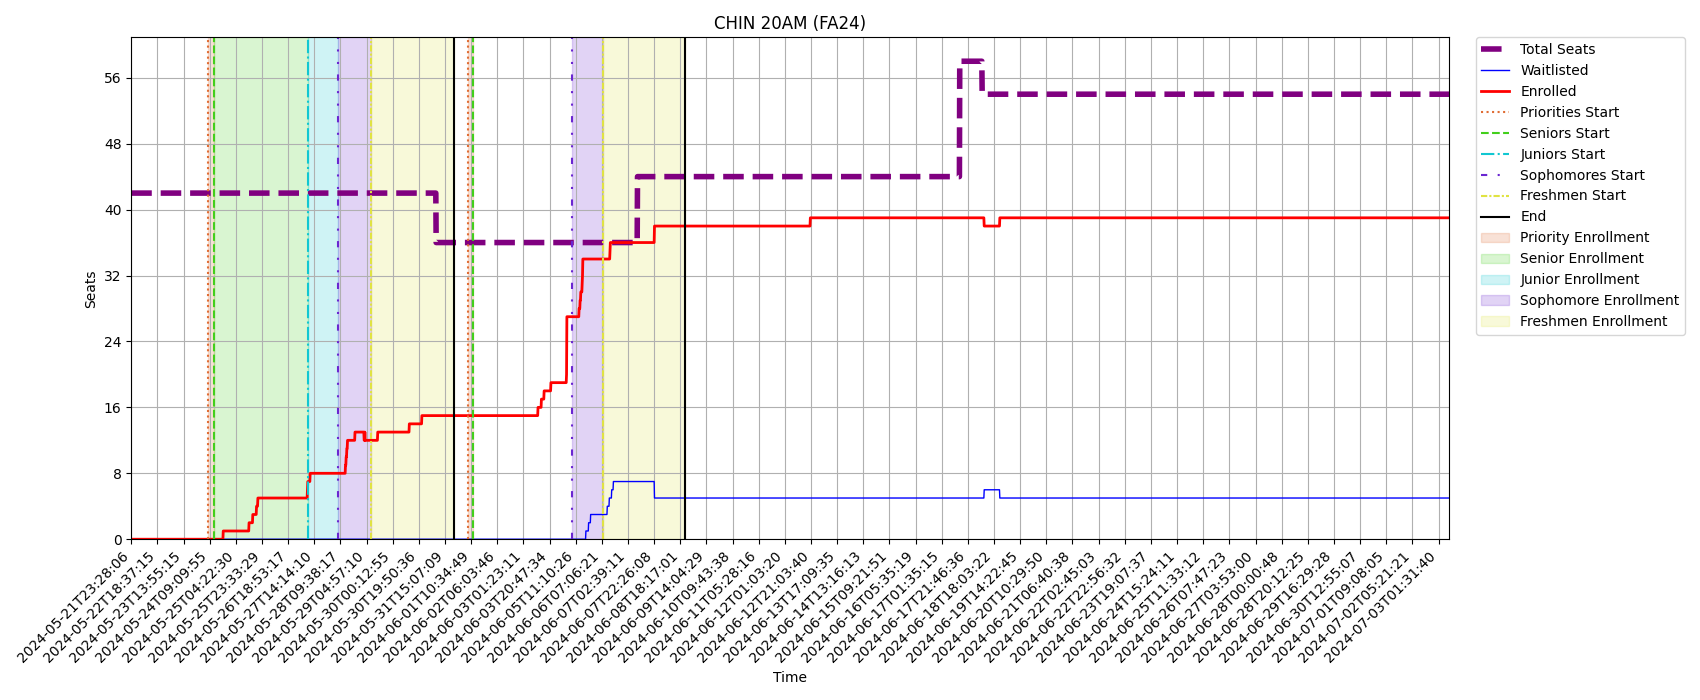 CHIN 20AM (FA24)
Seats
56
48
40
32
24
16
8
0
2024-05-21T23:28:06
2024-05-22T18:37:15
2024-05-23T13:55:15
2024-05-24T09:09:55
2024-05-25T04:22:30
2024-05-25T23:33:29
2024-05-26T18:53:17
2024-05-27T14:14:10
2024-05-28T09:38:17
2024-05-29T04:57:10
2024-05-30T00:12:55
2024-05-30T19:50:36
2024-05-31T15:07:09
2024-06-01T10:34:49
2024-06-02T06:03:46
2024-06-03T01:23:11
2024-06-03T20:47:34
2024-06-05T11:10:26
2024-06-06T07:06:21
2024-06-07T02:39:11
2024-06-07T22:26:08
2024-06-08T18:17:01
2024-06-09T14:04:29
2024-06-10T09:43:38
2024-06-11T05:28:16
2024-06-12T01:03:20
2024-06-12T21:03:40
2024-06-13T17:09:35
2024-06-14T13:16:13
2024-06-15T09:21:51
2024-06-16T05:35:19
2024-06-17T01:35:15
2024-06-17T21:46:36
2024-06-18T18:03:22
2024-06-19T14:22:45
2024-06-20T10:29:50
2024-06-21T06:40:38
2024-06-22T02:45:03
2024-06-22T22:56:32
2024-06-23T19:07:37
2024-06-24T15:24:11
2024-06-25T11:33:12
2024-06-26T07:47:23
2024-06-27T03:53:00
2024-06-28T00:00:48
2024-06-28T20:12:25
2024-06-29T16:29:28
2024-06-30T12:55:07
2024-07-01T09:08:05
2024-07-02T05:21:21
2024-07-03T01:31:40
Time
Total Seats
Waitlisted
Enrolled
Priorities Start
Seniors Start
Juniors Start
Sophomores Start
Freshmen Start
End
Priority Enrollment
Senior Enrollment
Junior Enrollment
Sophomore Enrollment
Freshmen Enrollment